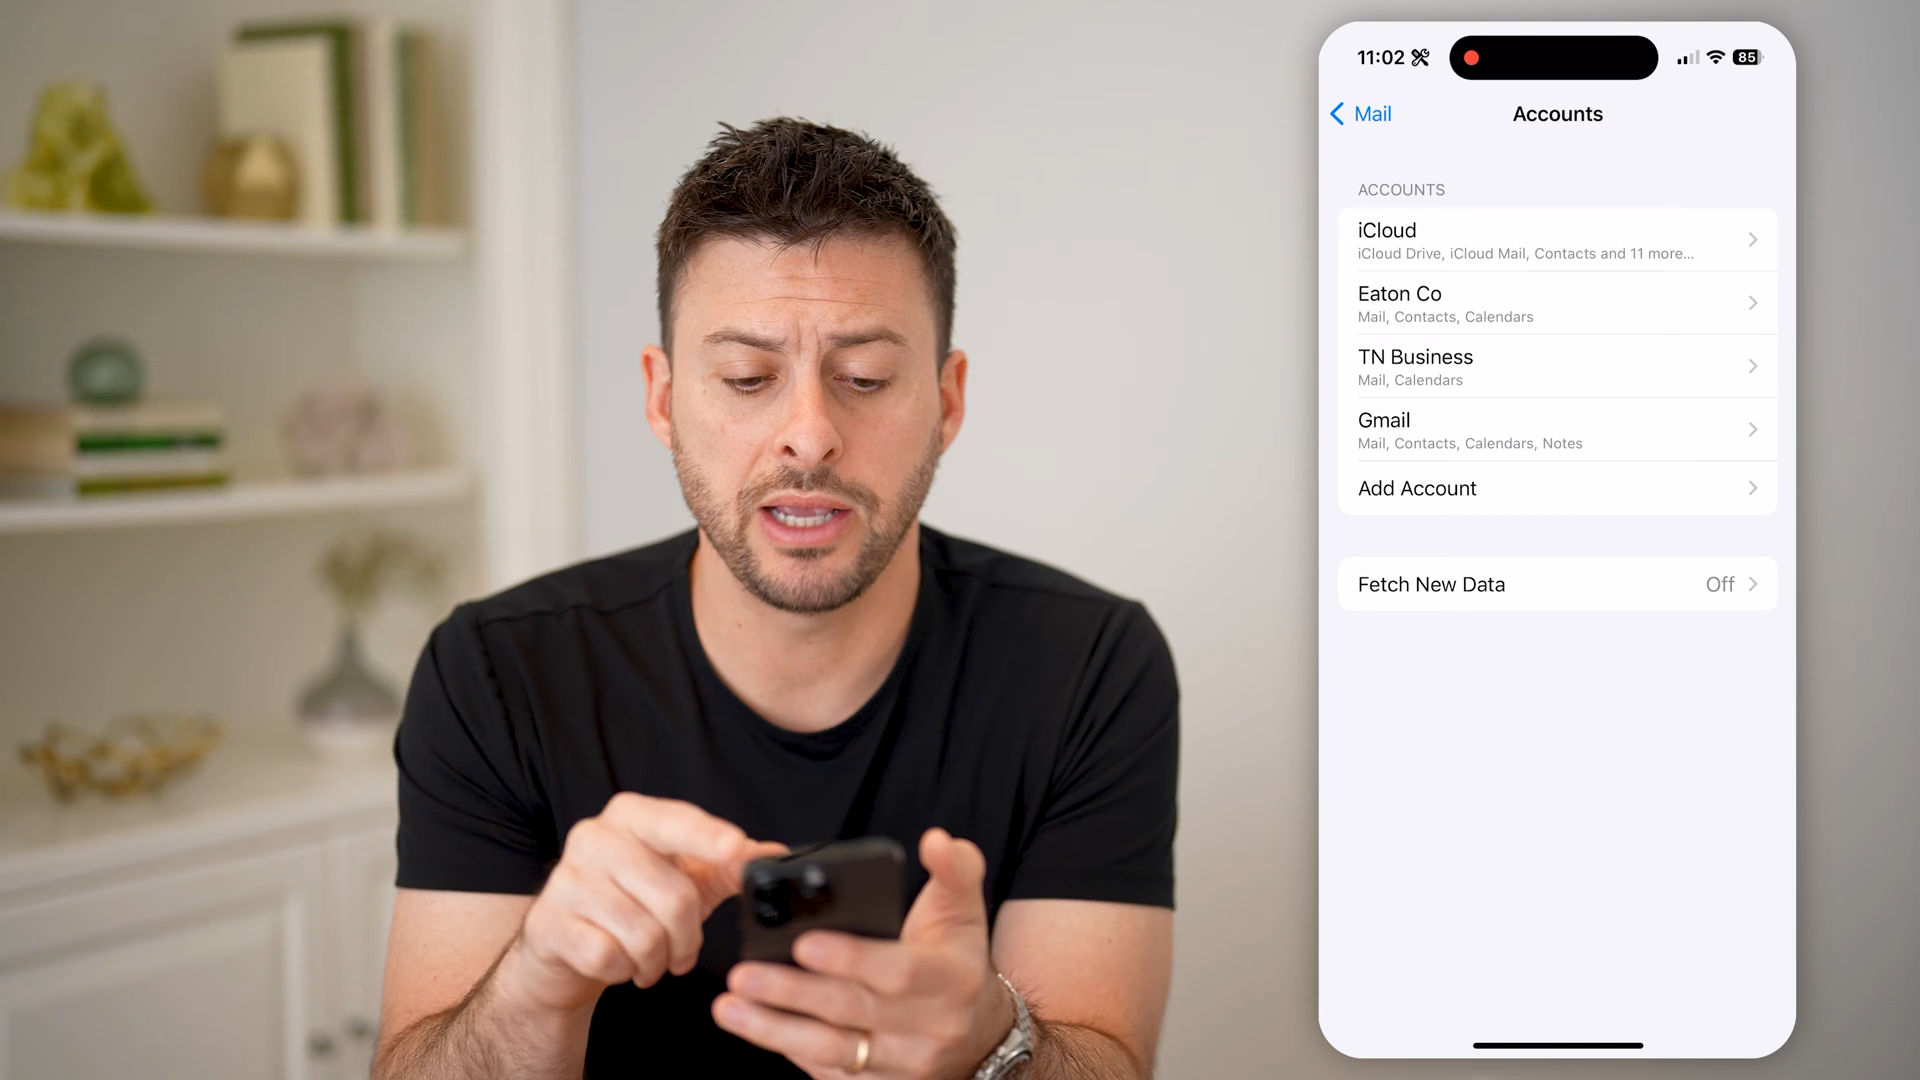 11:02
85
Mail
Accounts
ACCOUNTS
iCloud
iCloud Drive, iCloud Mail, Contacts and 11 more...
Eaton Co
Mail, Contacts, Calendars
TN Business
Mail, Calendars
Gmail
Mail, Contacts, Calendars, Notes
Add Account
Fetch New Data
Off